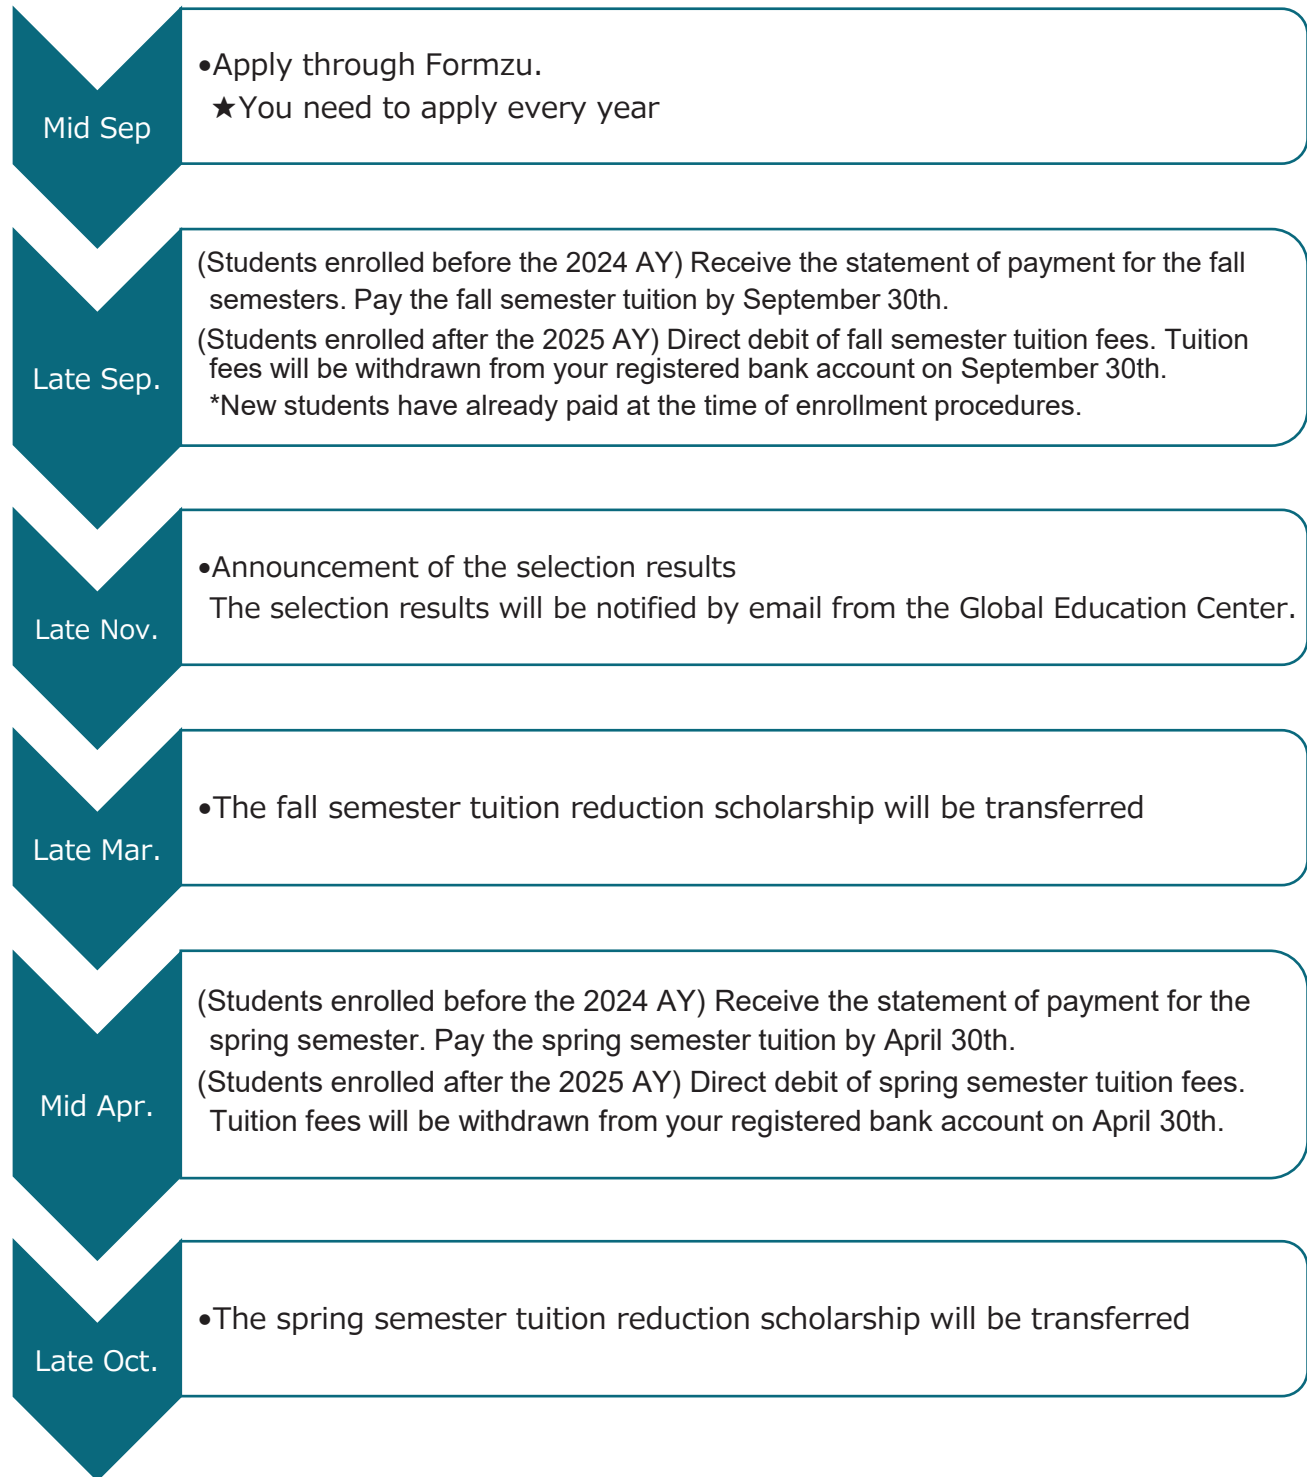 Mid Sep
•Apply through Formzu.
★You need to apply every year
Late Sep.
(Students enrolled before the 2024 AY) Receive the statement of payment for the fall
semesters. Pay the fall semester tuition by September 30th.
(Students enrolled after the 2025 AY) Direct debit of fall semester tuition fees. Tuition
fees will be withdrawn from your registered bank account on September 30th.
*New students have already paid at the time of enrollment procedures.
Late Nov.
•Announcement of the selection results
The selection results will be notified by email from the Global Education Center.
Late Mar.
•The fall semester tuition reduction scholarship will be transferred
Mid Apr.
(Students enrolled before the 2024 AY) Receive the statement of payment for the
spring semester. Pay the spring semester tuition by April 30th.
(Students enrolled after the 2025 AY) Direct debit of spring semester tuition fees.
Tuition fees will be withdrawn from your registered bank account on April 30th.
Late Oct.
•The spring semester tuition reduction scholarship will be transferred